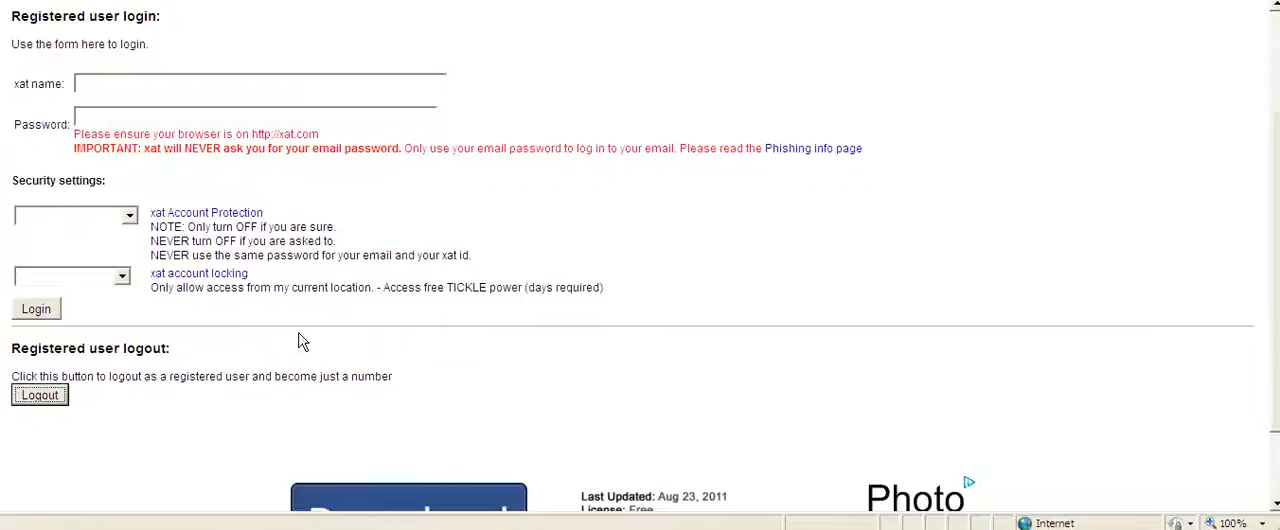 Registered user login:
Use the form here to login.
xat name:
Password:
Please ensure your browser is on http://xat.com
IMPORTANT: xat will NEVER ask you for your email password. Only use your email password to log in to your email. Please read the Phishing info page
Security settings:
xat Account Protection
NOTE: Only turn OFF if you are sure.
NEVER turn OFF if you are asked to.
NEVER use the same password for your email and your xat id.
xat account locking
Only allow access from my current location. - Access free TICKLE power (days required)
Login
Registered user logout:
Click this button to logout as a registered user and become just a number
Logout
Last Updated: Aug 23, 2011
License: Free
Photo
Internet
100%